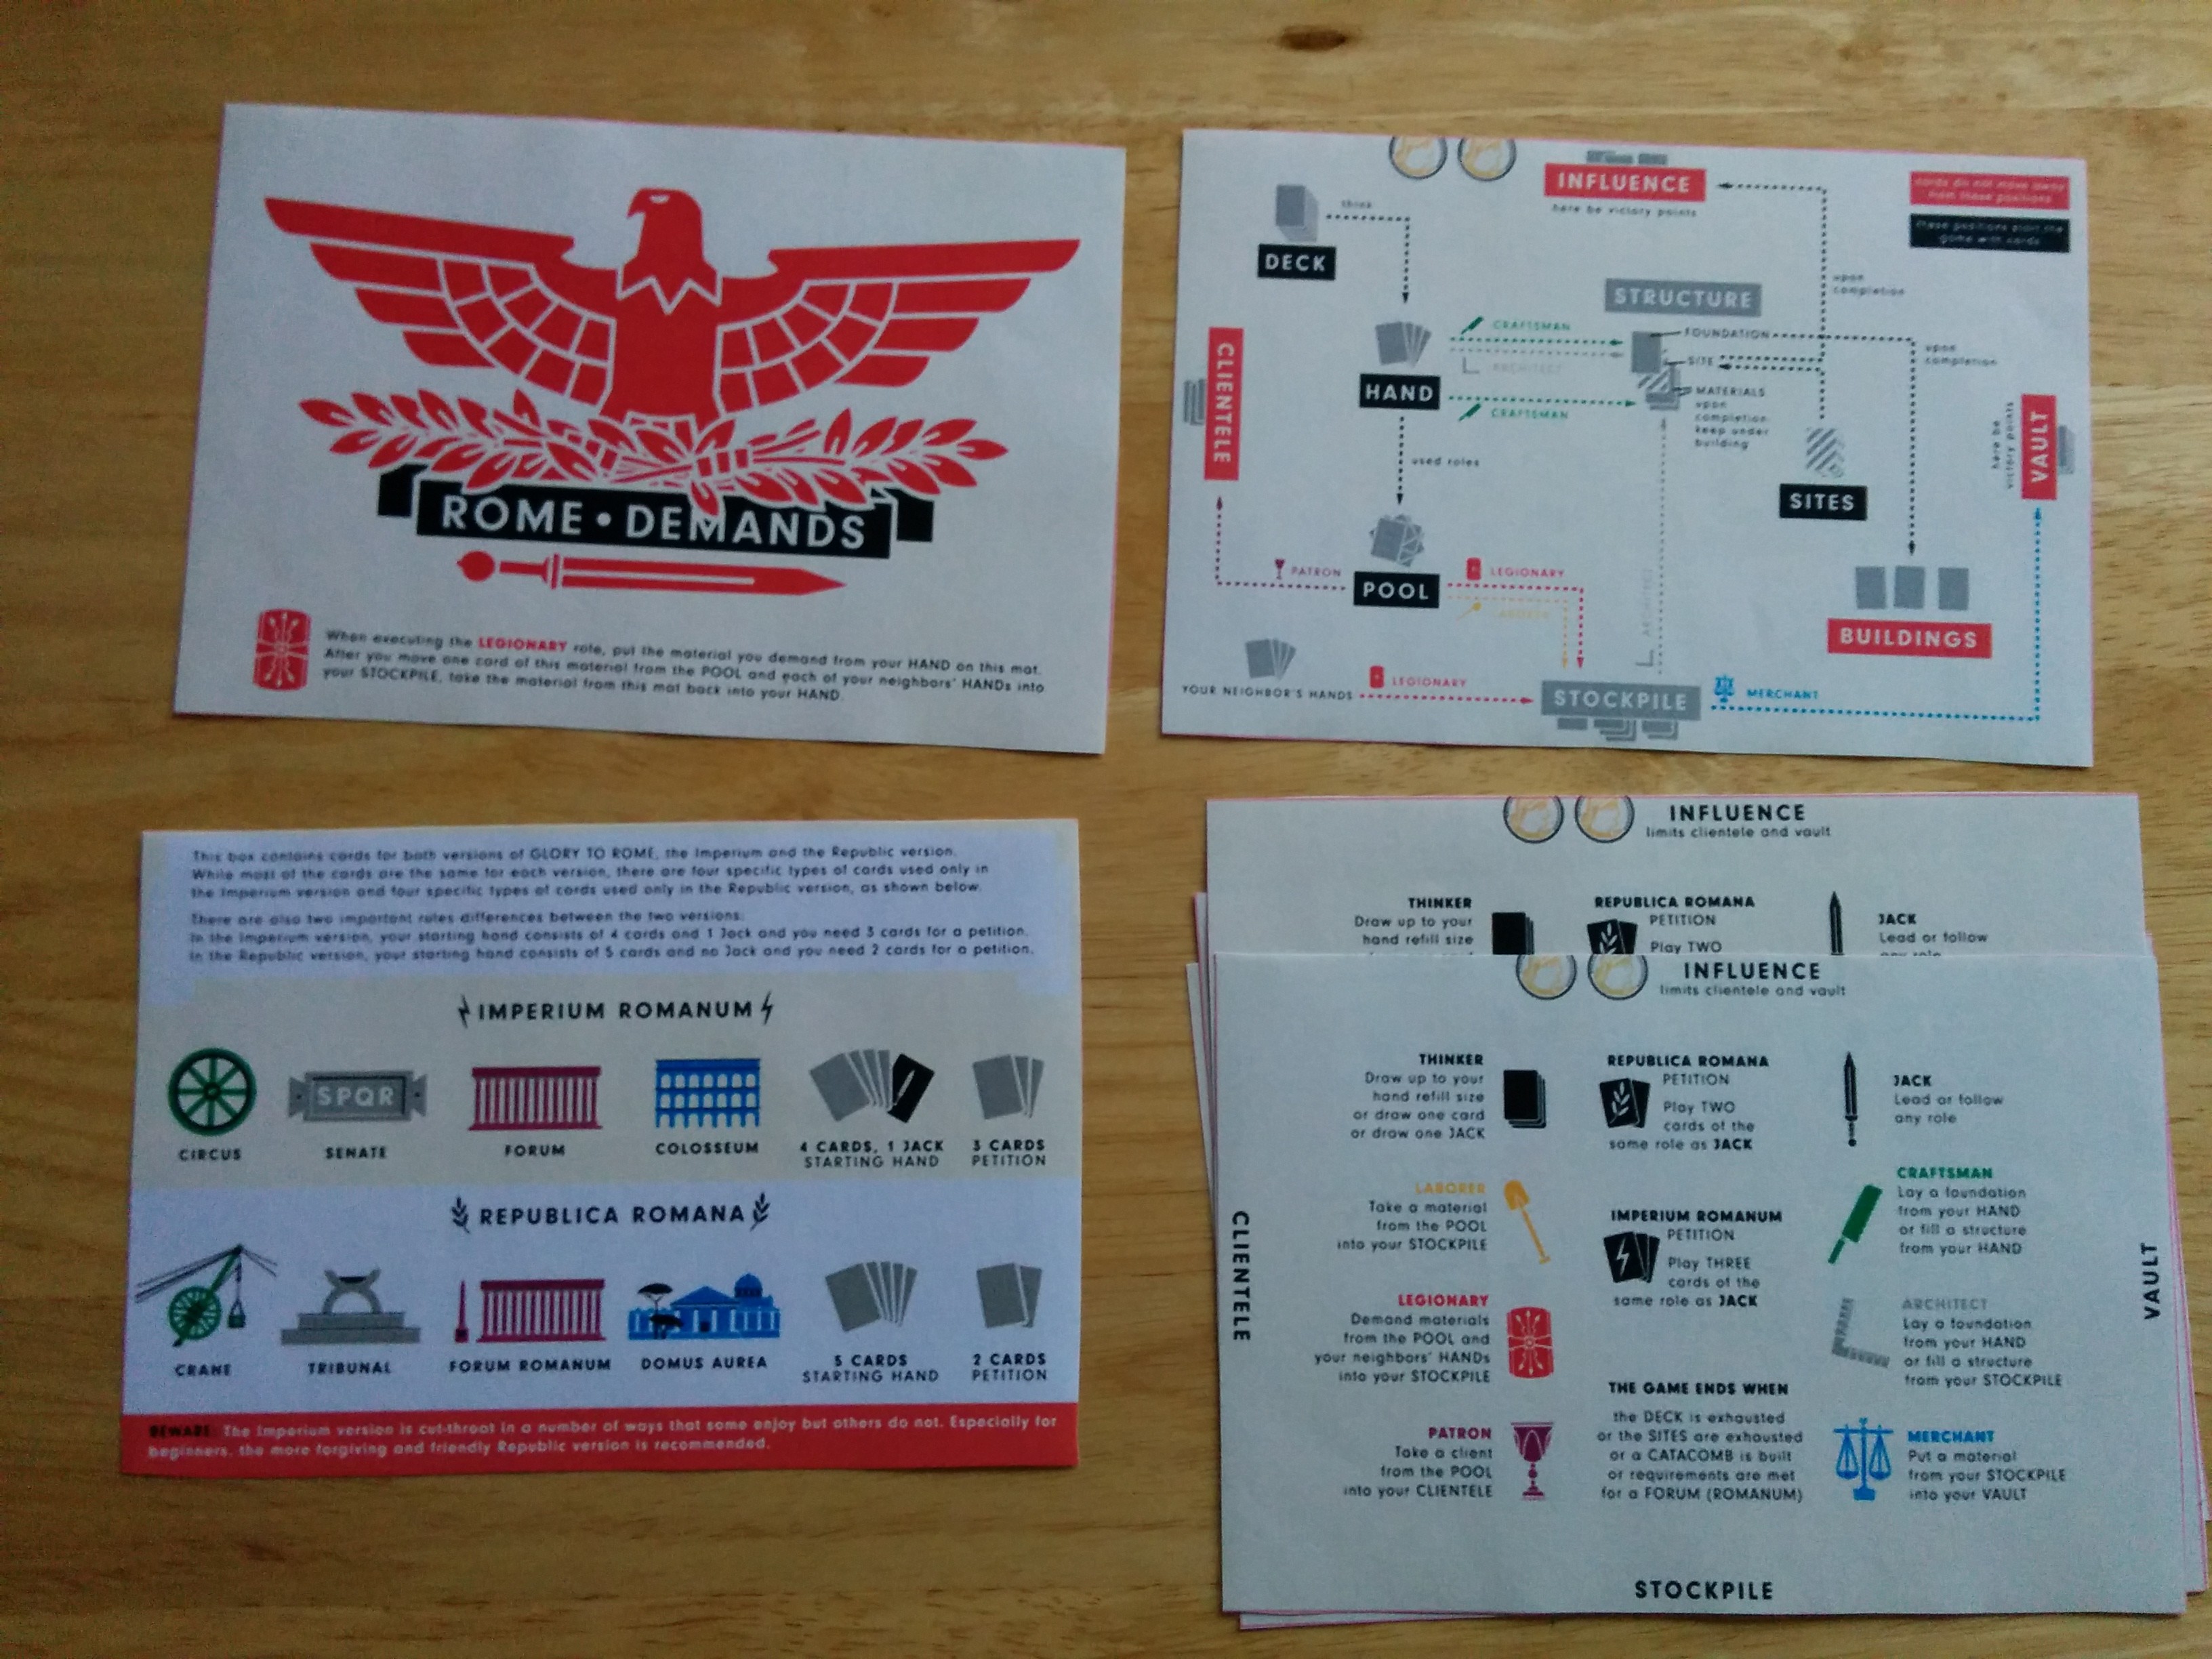 ROME • DEMANDS
When executing the LEGIONARY role, put the material you demand from your HAND on this mat.
After you move one card of this material from the POOL and each of your neighbors' HANDs into
your STOCKPILE, take the material from this mat back into your HAND.
INFLUENCE
here be victory points
cards do not move away
from these positions
these positions start the
game with cards
think
DECK
upon
completion
STRUCTURE
CLIENTELE
CRAFTSMAN
FOUNDATION
SITE
ARCHITECT
upon
completion
HAND
CRAFTSMAN
MATERIALS
upon
completion
keep under
building
here be
victory points
VAULT
used roles
SITES
PATRON
POOL
LEGIONARY
LABORER
ARCHITECT
BUILDINGS
YOUR NEIGHBOR'S HANDS
LEGIONARY
STOCKPILE
MERCHANT
This box contains cards for both versions of GLORY TO ROME, the Imperium and the Republic version.
While most of the cards are the same for each version, there are four specific types of cards used only in
the Imperium version and four specific types of cards used only in the Republic version, as shown below.
There are also two important rules differences between the two versions:
In the Imperium version, your starting hand consists of 4 cards and 1 Jack and you need 3 cards for a petition.
In the Republic version, your starting hand consists of 5 cards and no Jack and you need 2 cards for a petition.
IMPERIUM ROMANUM
SPQR
CIRCUS
SENATE
FORUM
COLOSSEUM
4 CARDS, 1 JACK
STARTING HAND
3 CARDS
PETITION
REPUBLICA ROMANA
CRANE
TRIBUNAL
FORUM ROMANUM
DOMUS AUREA
5 CARDS
STARTING HAND
2 CARDS
PETITION
BEWARE: The Imperium version is cut-throat in a number of ways that some enjoy but others do not. Especially for
beginners, the more forgiving and friendly Republic version is recommended.
INFLUENCE
limits clientele and vault
THINKER
Draw up to your
hand refill size
REPUBLICA ROMANA
PETITION
Play TWO
JACK
Lead or follow
any role
INFLUENCE
limits clientele and vault
THINKER
Draw up to your
hand refill size
or draw one card
or draw one JACK
REPUBLICA ROMANA
PETITION
Play TWO
cards of the
same role as JACK
JACK
Lead or follow
any role
LABORER
Take a material
from the POOL
into your STOCKPILE
IMPERIUM ROMANUM
PETITION
Play THREE
cards of the
same role as JACK
CRAFTSMAN
Lay a foundation
from your HAND
or fill a structure
from your HAND
CLIENTELE
VAULT
LEGIONARY
Demand materials
from the POOL and
your neighbors' HANDs
into your STOCKPILE
ARCHITECT
Lay a foundation
from your HAND
or fill a structure
from your STOCKPILE
THE GAME ENDS WHEN
the DECK is exhausted
or the SITES are exhausted
or a CATACOMB is built
or requirements are met
for a FORUM (ROMANUM)
PATRON
Take a client
from the POOL
into your CLIENTELE
MERCHANT
Put a material
from your STOCKPILE
into your VAULT
STOCKPILE